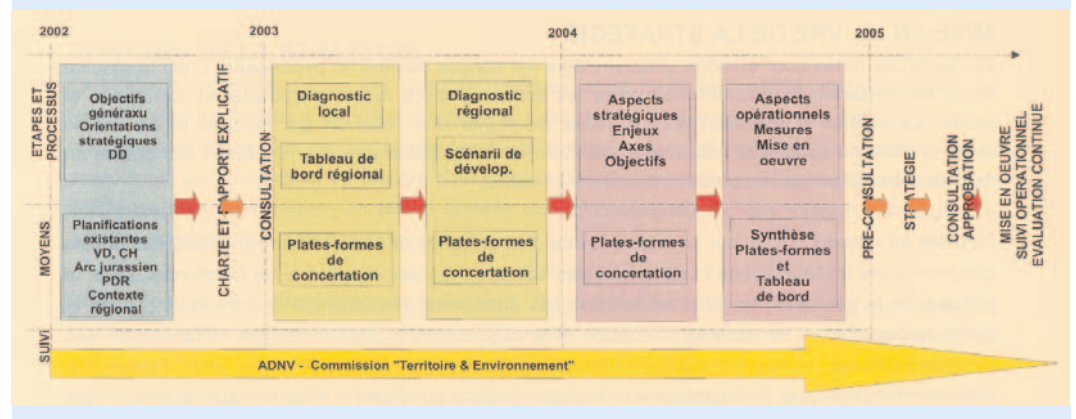 2002
2003
2004
2005
ETAPES ET
PROCESSUS
Objectifs
généraxu
Orientations
stratégiques
DD
CHARTE ET RAPPORT EXPLICATIF
CONSULTATION
Diagnostic
local
Tableau de
bord régional
Diagnostic
régional
Scénarii de
dévelop.
Aspects
stratégiques
Enjeux
Axes
Objectifs
Aspects
opérationnels
Mesures
Mise en
oeuvre
PRE-CONSULTATION
STRATEGIE
CONSULTATION
APPROBATION
MISE EN OEUVRE
SUIVI OPERATIONNEL
EVALUATION CONTINUE
MOYENS
Planifications
existantes
VD, CH
Arc jurassien
PDR
Contexte
régional
Plates-formes
de
concertation
Plates-formes
de
concertation
Plates-formes
de
concertation
Synthèse
Plates-formes
et
Tableau
de bord
SUIVI
ADNV - Commission "Territoire & Environnement"